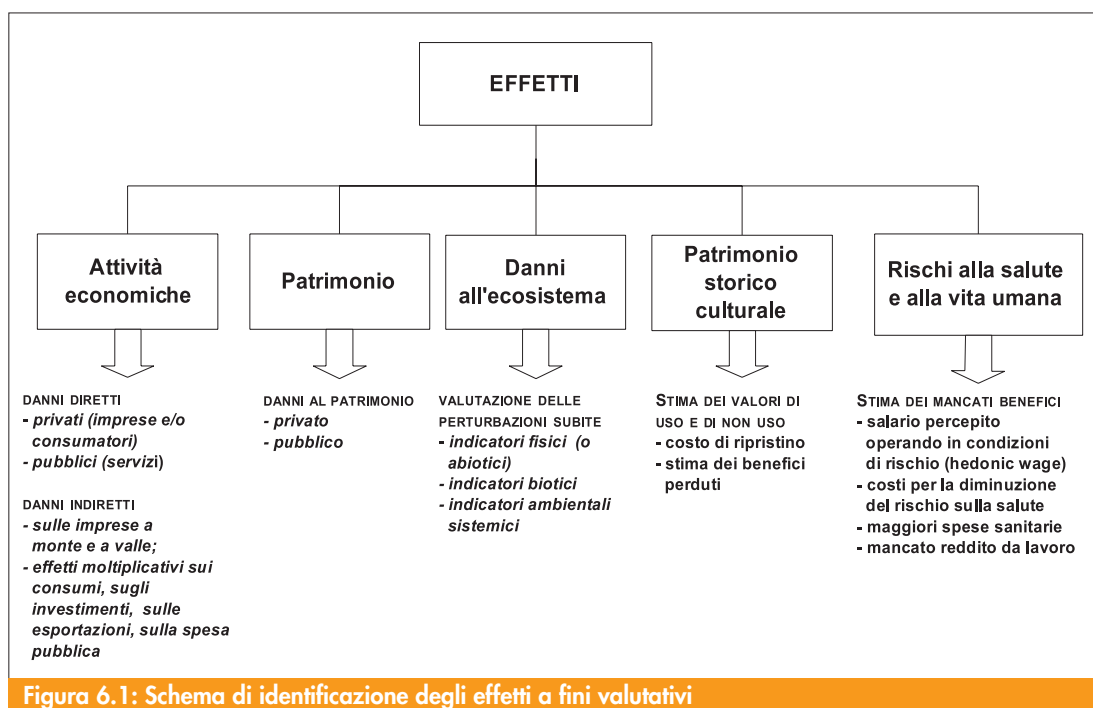 EFFETTI
Attività
economiche
Patrimonio
Danni
all'ecosistema
Patrimonio
storico
culturale
Rischi alla salute
e alla vita umana
DANNI DIRETTI
- privati (imprese e/o
consumatori)
- pubblici (servizi)
DANNI INDIRETTI
- sulle imprese a
monte e a valle;
- effetti moltiplicativi sui
consumi, sugli
investimenti, sulle
esportazioni, sulla spesa
pubblica
DANNI AL PATRIMONIO
- privato
- pubblico
VALUTAZIONE DELLE
PERTURBAZIONI SUBITE
- indicatori fisici (o
abiotici)
- indicatori biotici
- indicatori ambientali
sistemici
STIMA DEI VALORI DI
USO E DI NON USO
- costo di ripristino
- stima dei benefici
perduti
STIMA DEI MANCATI BENEFICI
- salario percepito
operando in condizioni
di rischio (hedonic wage)
- costi per la diminuzione
del rischio sulla salute
- maggiori spese sanitarie
- mancato reddito da lavoro
Figura 6.1: Schema di identificazione degli effetti a fini valutativi